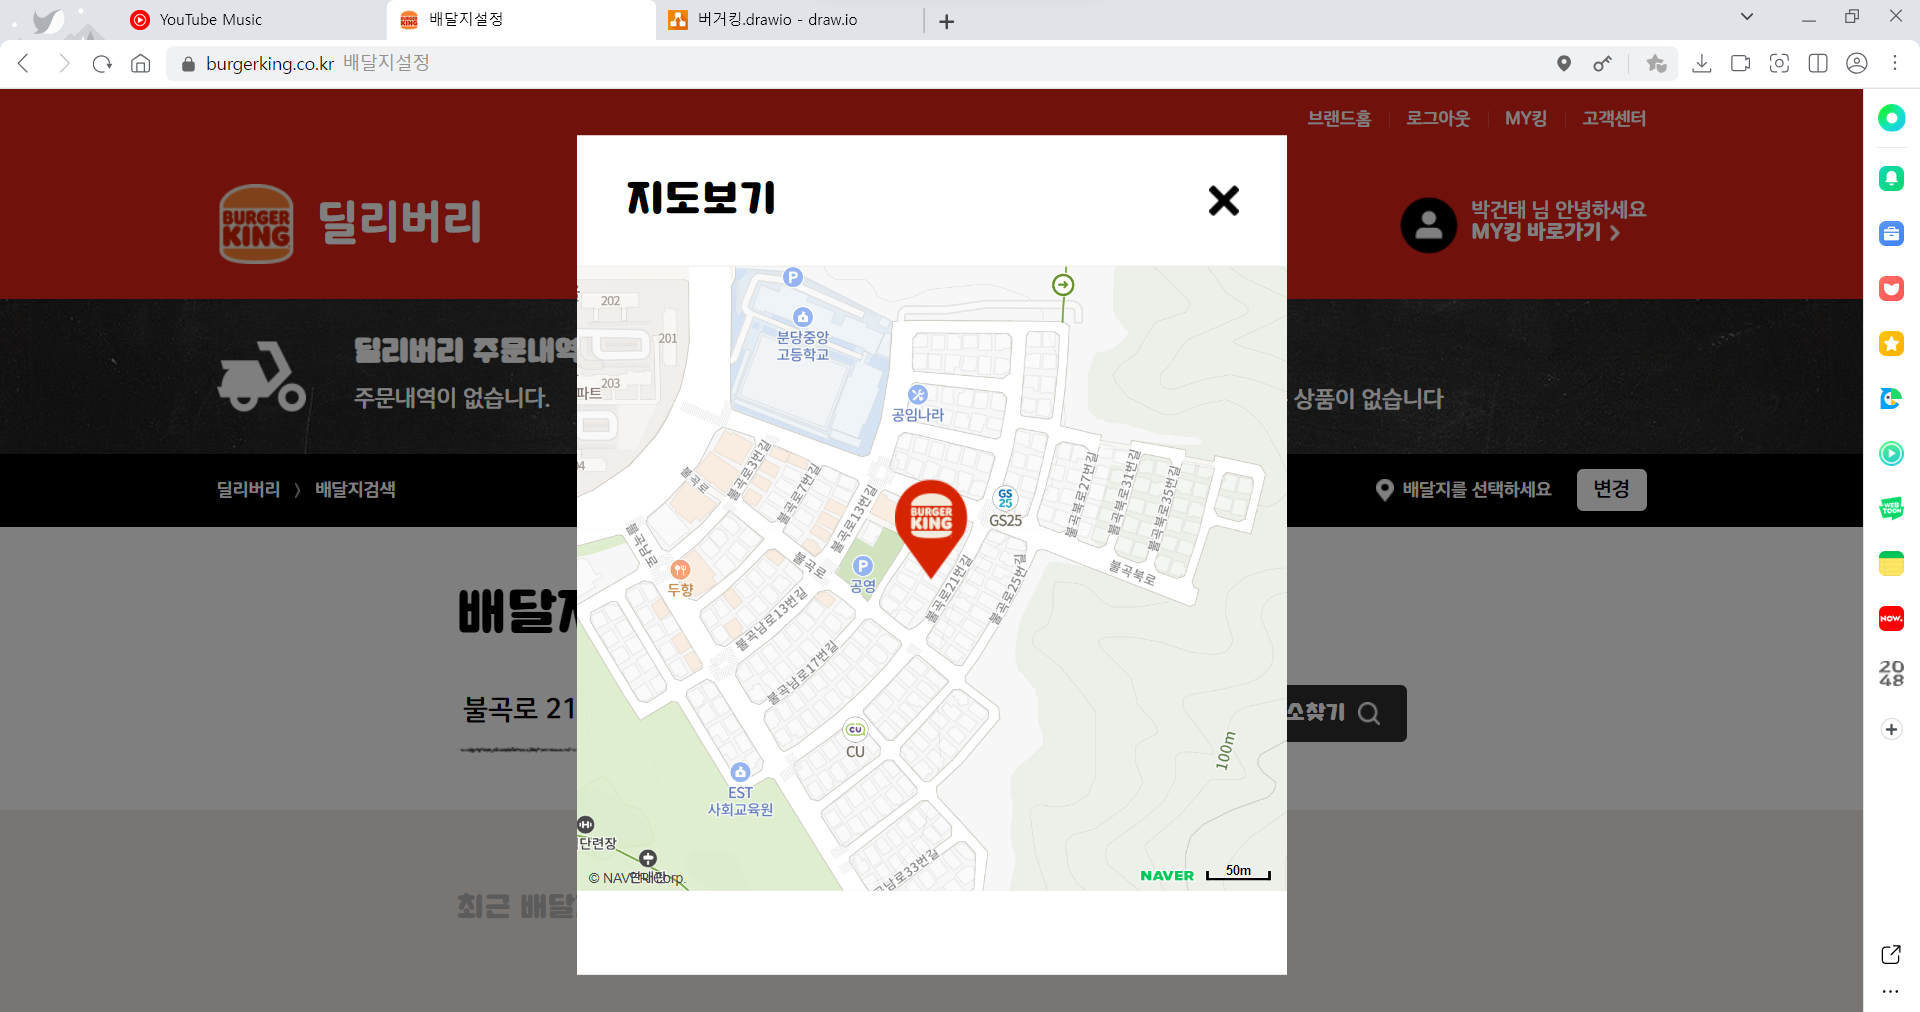 YouTube Music
배달지설정
버거킹.drawio - draw.io
burgerking.co.kr 배달지설정
브랜드홈
로그아웃
MY킹
고객센터
BURGER KING
딜리버리
박건태 님 안녕하세요
MY킹 바로가기
딜리버리 주문내역
주문내역이 없습니다.
상품이 없습니다
딜리버리 > 배달지검색
배달지를 선택하세요
변경
배달지
불곡로 21
소찾기
최근 배달
지도보기
202
201
203
파트
분당중앙
고등학교
공임나라
불곡로
불곡로3번길
불곡로7번길
불곡로13번길
불곡남로
불곡로
GS25
GS25
BURGER KING
불곡북로27번길
불곡북로31번길
불곡북로35번길
불곡북로
불곡로21번길
불곡로25번길
두향
P
P
공영
불곡남로13번길
불곡남로17번길
CU
CU
EST
사회교육원
단련장
곡남로33번길
100m
© NAVER Corp.
NAVER
50m
WEB
TOON
NOW.
20
48